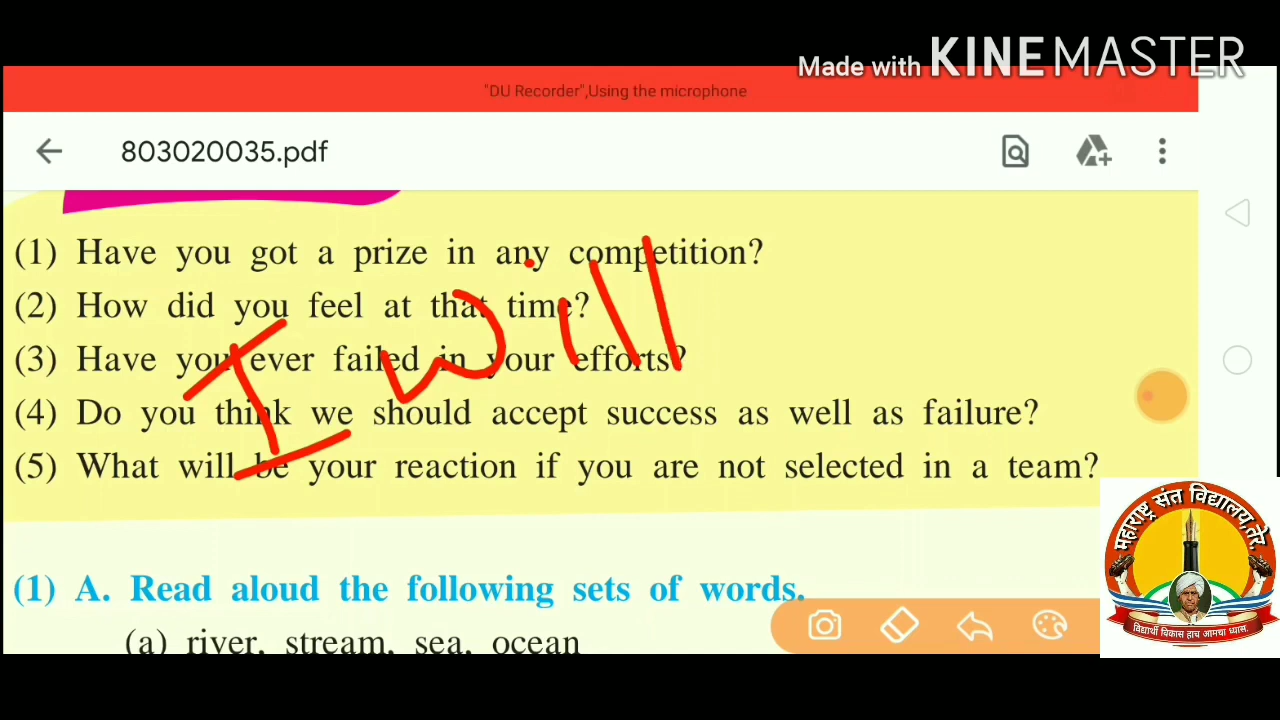 Made with KINEMASTER
"DU Recorder",Using the microphone
803020035.pdf
(1) Have you got a prize in any competition?
(2) How did you feel at that time?
(3) Have you ever failed in your efforts?
(4) Do you think we should accept success as well as failure?
(5) What will be your reaction if you are not selected in a team?
I will
(1) A. Read aloud the following sets of words.
(a) river, stream, sea, ocean
महाराष्ट्र संत विद्यालय,तेर.
विद्यार्थी विकास हाच आमचा ध्यास.